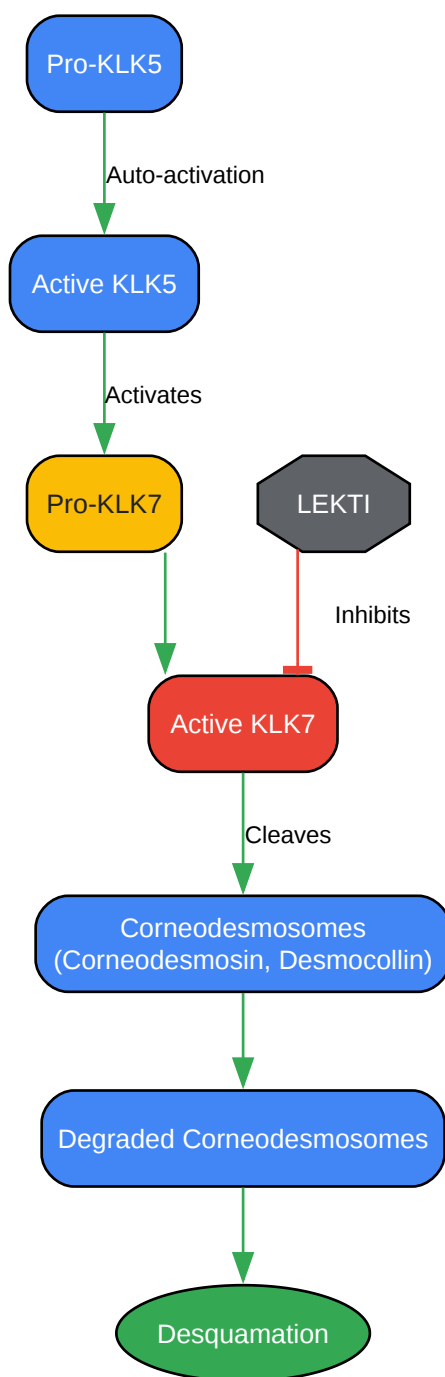 Pro-KLK5
Auto-activation
Active KLK5
Activates
Pro-KLK7
LEKTI
Inhibits
Active KLK7
Cleaves
Corneodesmosomes
(Corneodesmosin, Desmocollin)
Degraded Corneodesmosomes
Desquamation